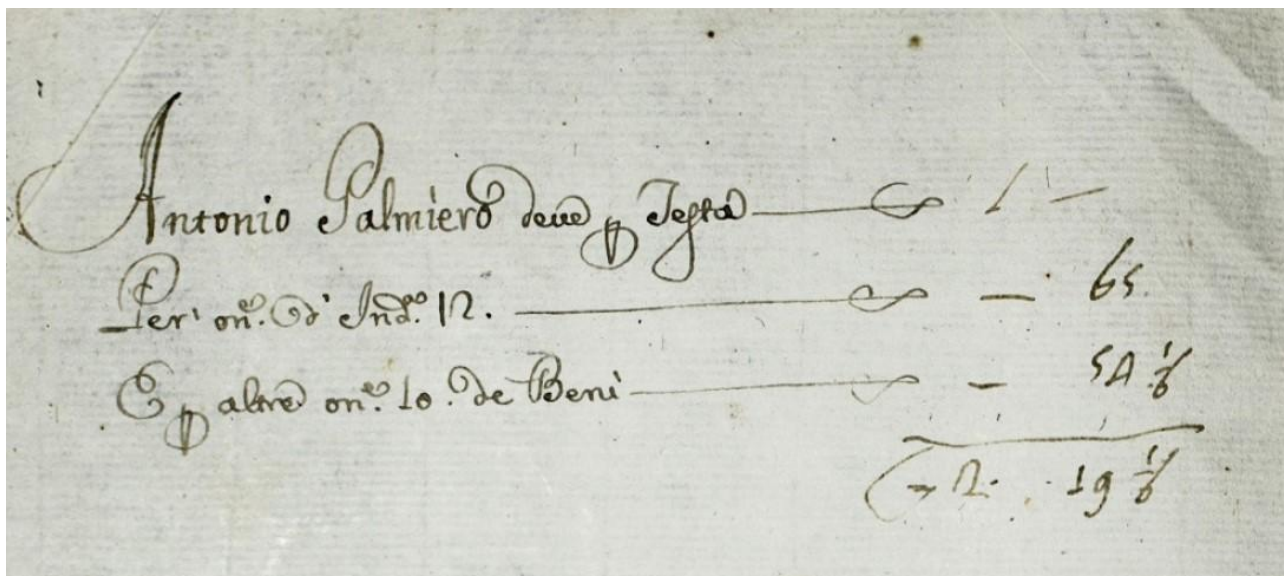 Antonio Palmiero deve p Testa — 1 —
Per on.e d' Ind.a 12. — 65.
E p altre on.e 10. de Beni — 54 1/6
— 2. 19 1/6